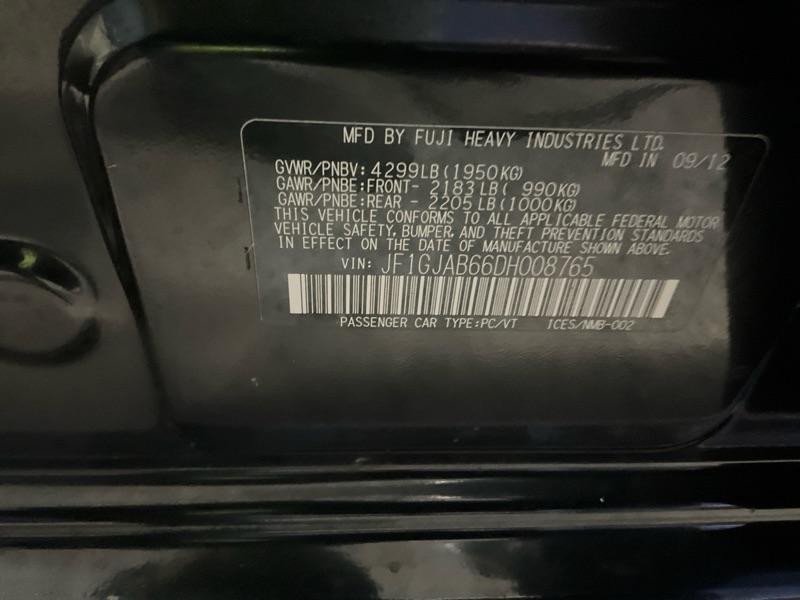 MFD BY FUJI HEAVY INDUSTRIES LTD.
MFD IN 09/12
GVWR/PNBV: 4299LB(1950KG)
GAWR/PNBE:FRONT- 2183LB( 990KG)
GAWR/PNBE:REAR - 2205LB(1000KG)
THIS VEHICLE CONFORMS TO ALL APPLICABLE FEDERAL MOTOR
VEHICLE SAFETY, BUMPER, AND THEFT PREVENTION STANDARDS
IN EFFECT ON THE DATE OF MANUFACTURE SHOWN ABOVE.
VIN: JF1GJAB66DH008765
PASSENGER CAR TYPE:PC/VT ICES/NMB-002